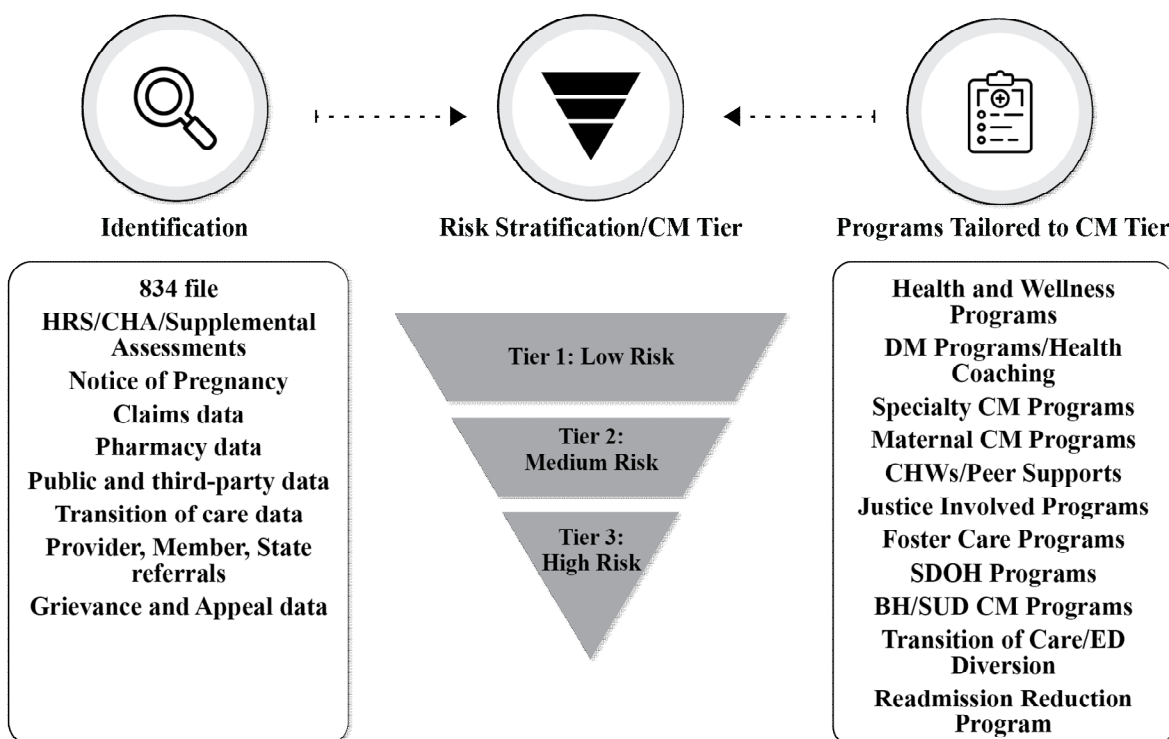 Identification
834 file
HRS/CHA/Supplemental
Assessments
Notice of Pregnancy
Claims data
Pharmacy data
Public and third-party data
Transition of care data
Provider, Member, State
referrals
Grievance and Appeal data
Risk Stratification/CM Tier
Tier 1: Low Risk
Tier 2:
Medium Risk
Tier 3:
High Risk
Programs Tailored to CM Tier
Health and Wellness
Programs
DM Programs/Health
Coaching
Specialty CM Programs
Maternal CM Programs
CHWs/Peer Supports
Justice Involved Programs
Foster Care Programs
SDOH Programs
BH/SUD CM Programs
Transition of Care/ED
Diversion
Readmission Reduction
Program